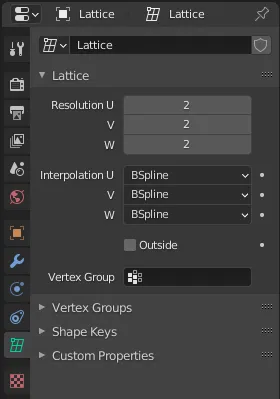 Lattice Lattice
Lattice
Lattice
Resolution U 2
V 2
W 2
Interpolation U BSpline
V BSpline
W BSpline
Outside
Vertex Group
Vertex Groups
Shape Keys
Custom Properties